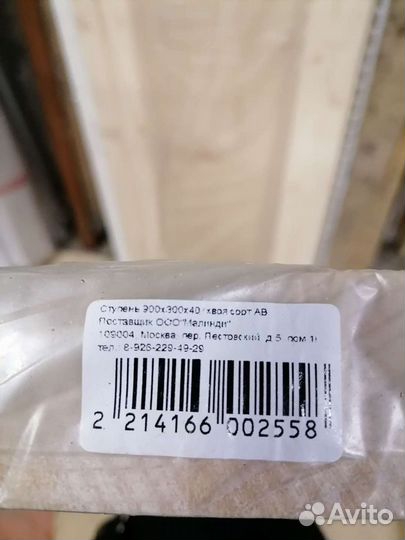 Ступень 900х300х40 хвоя сорт АВ
Поставщик ООО"Малинди"
109004, Москва, пер. Пестовский, д.5, пом 1
тел.: 8-926-229-49-29
2 214166 002558
Avito